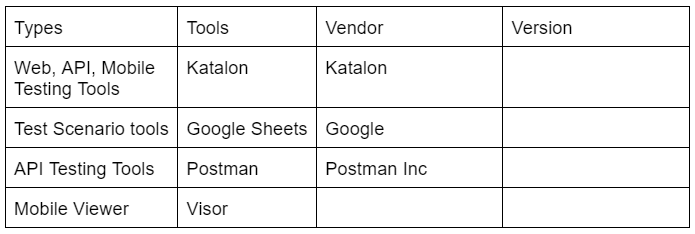 Types Tools Vendor Version
Web, API, Mobile Katalon Katalon
Testing Tools
Test Scenario tools Google Sheets Google
API Testing Tools Postman Postman Inc
Mobile Viewer Visor